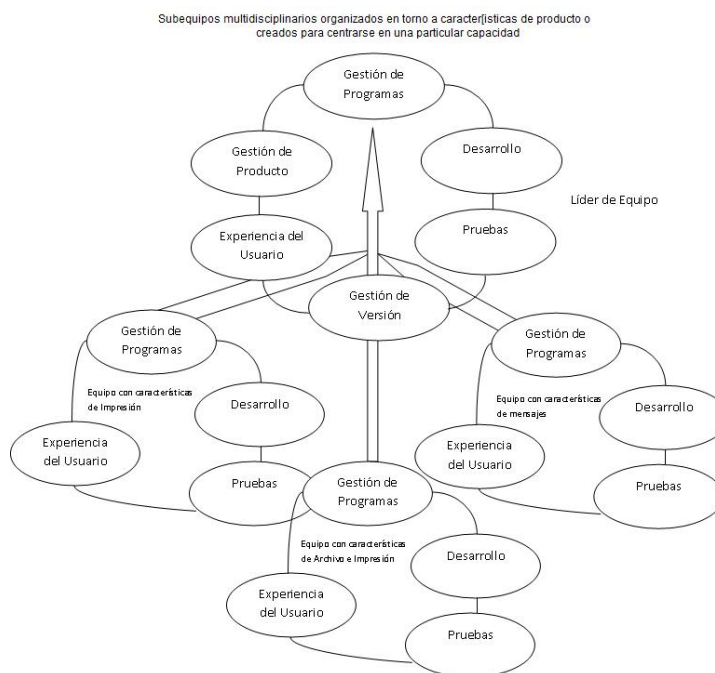 Subequipos multidisciplinarios organizados en torno a caracter[isticas de producto o
creados para centrarse en una particular capacidad
Gestión de
Programas
Gestión de
Producto
Desarrollo
Líder de Equipo
Experiencia del
Usuario
Pruebas
Gestión de
Versión
Gestión de
Programas
Equipo con características
de Impresión
Desarrollo
Experiencia
del Usuario
Pruebas
Gestión de
Programas
Equipo con características
de mensajes
Desarrollo
Experiencia
del Usuario
Pruebas
Gestión de
Programas
Equipo con características
de Archivo e Impresión
Desarrollo
Experiencia
del Usuario
Pruebas